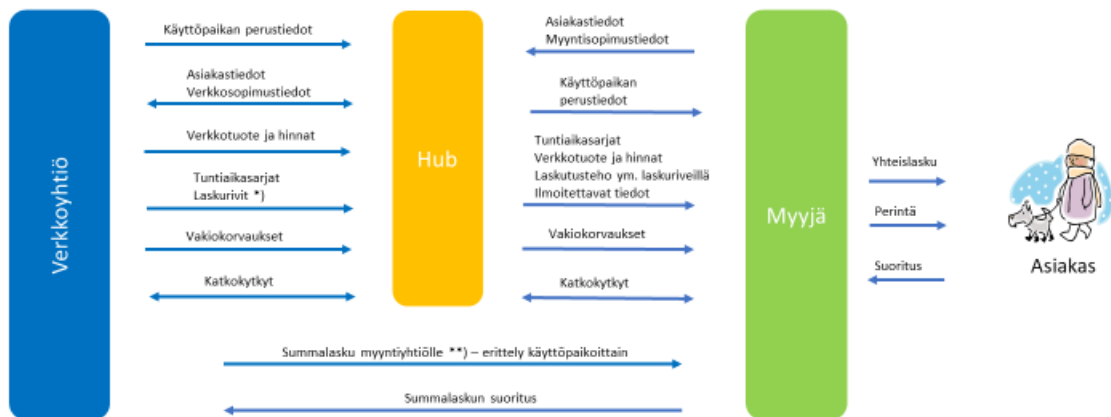 Verkkoyhtiö
Käyttöpaikan perustiedot
Asiakastiedot
Verkkosopimustiedot
Verkkotuote ja hinnat
Tuntiaikasarjat
Laskurivit *)
Vakiokorvaukset
Katkokytkyt
Hub
Asiakastiedot
Myyntisopimustiedot
Käyttöpaikan
perustiedot
Tuntiaikasarjat
Verkkotuote ja hinnat
Laskutusteho ym. laskuriveillä
Ilmoitettavat tiedot
Vakiokorvaukset
Katkokytkyt
Summalasku myyntiyhtiölle **) – erittely käyttöpaikoittain
Summalaskun suoritus
Myyjä
Yhteislasku
Perintä
Suoritus
Asiakas